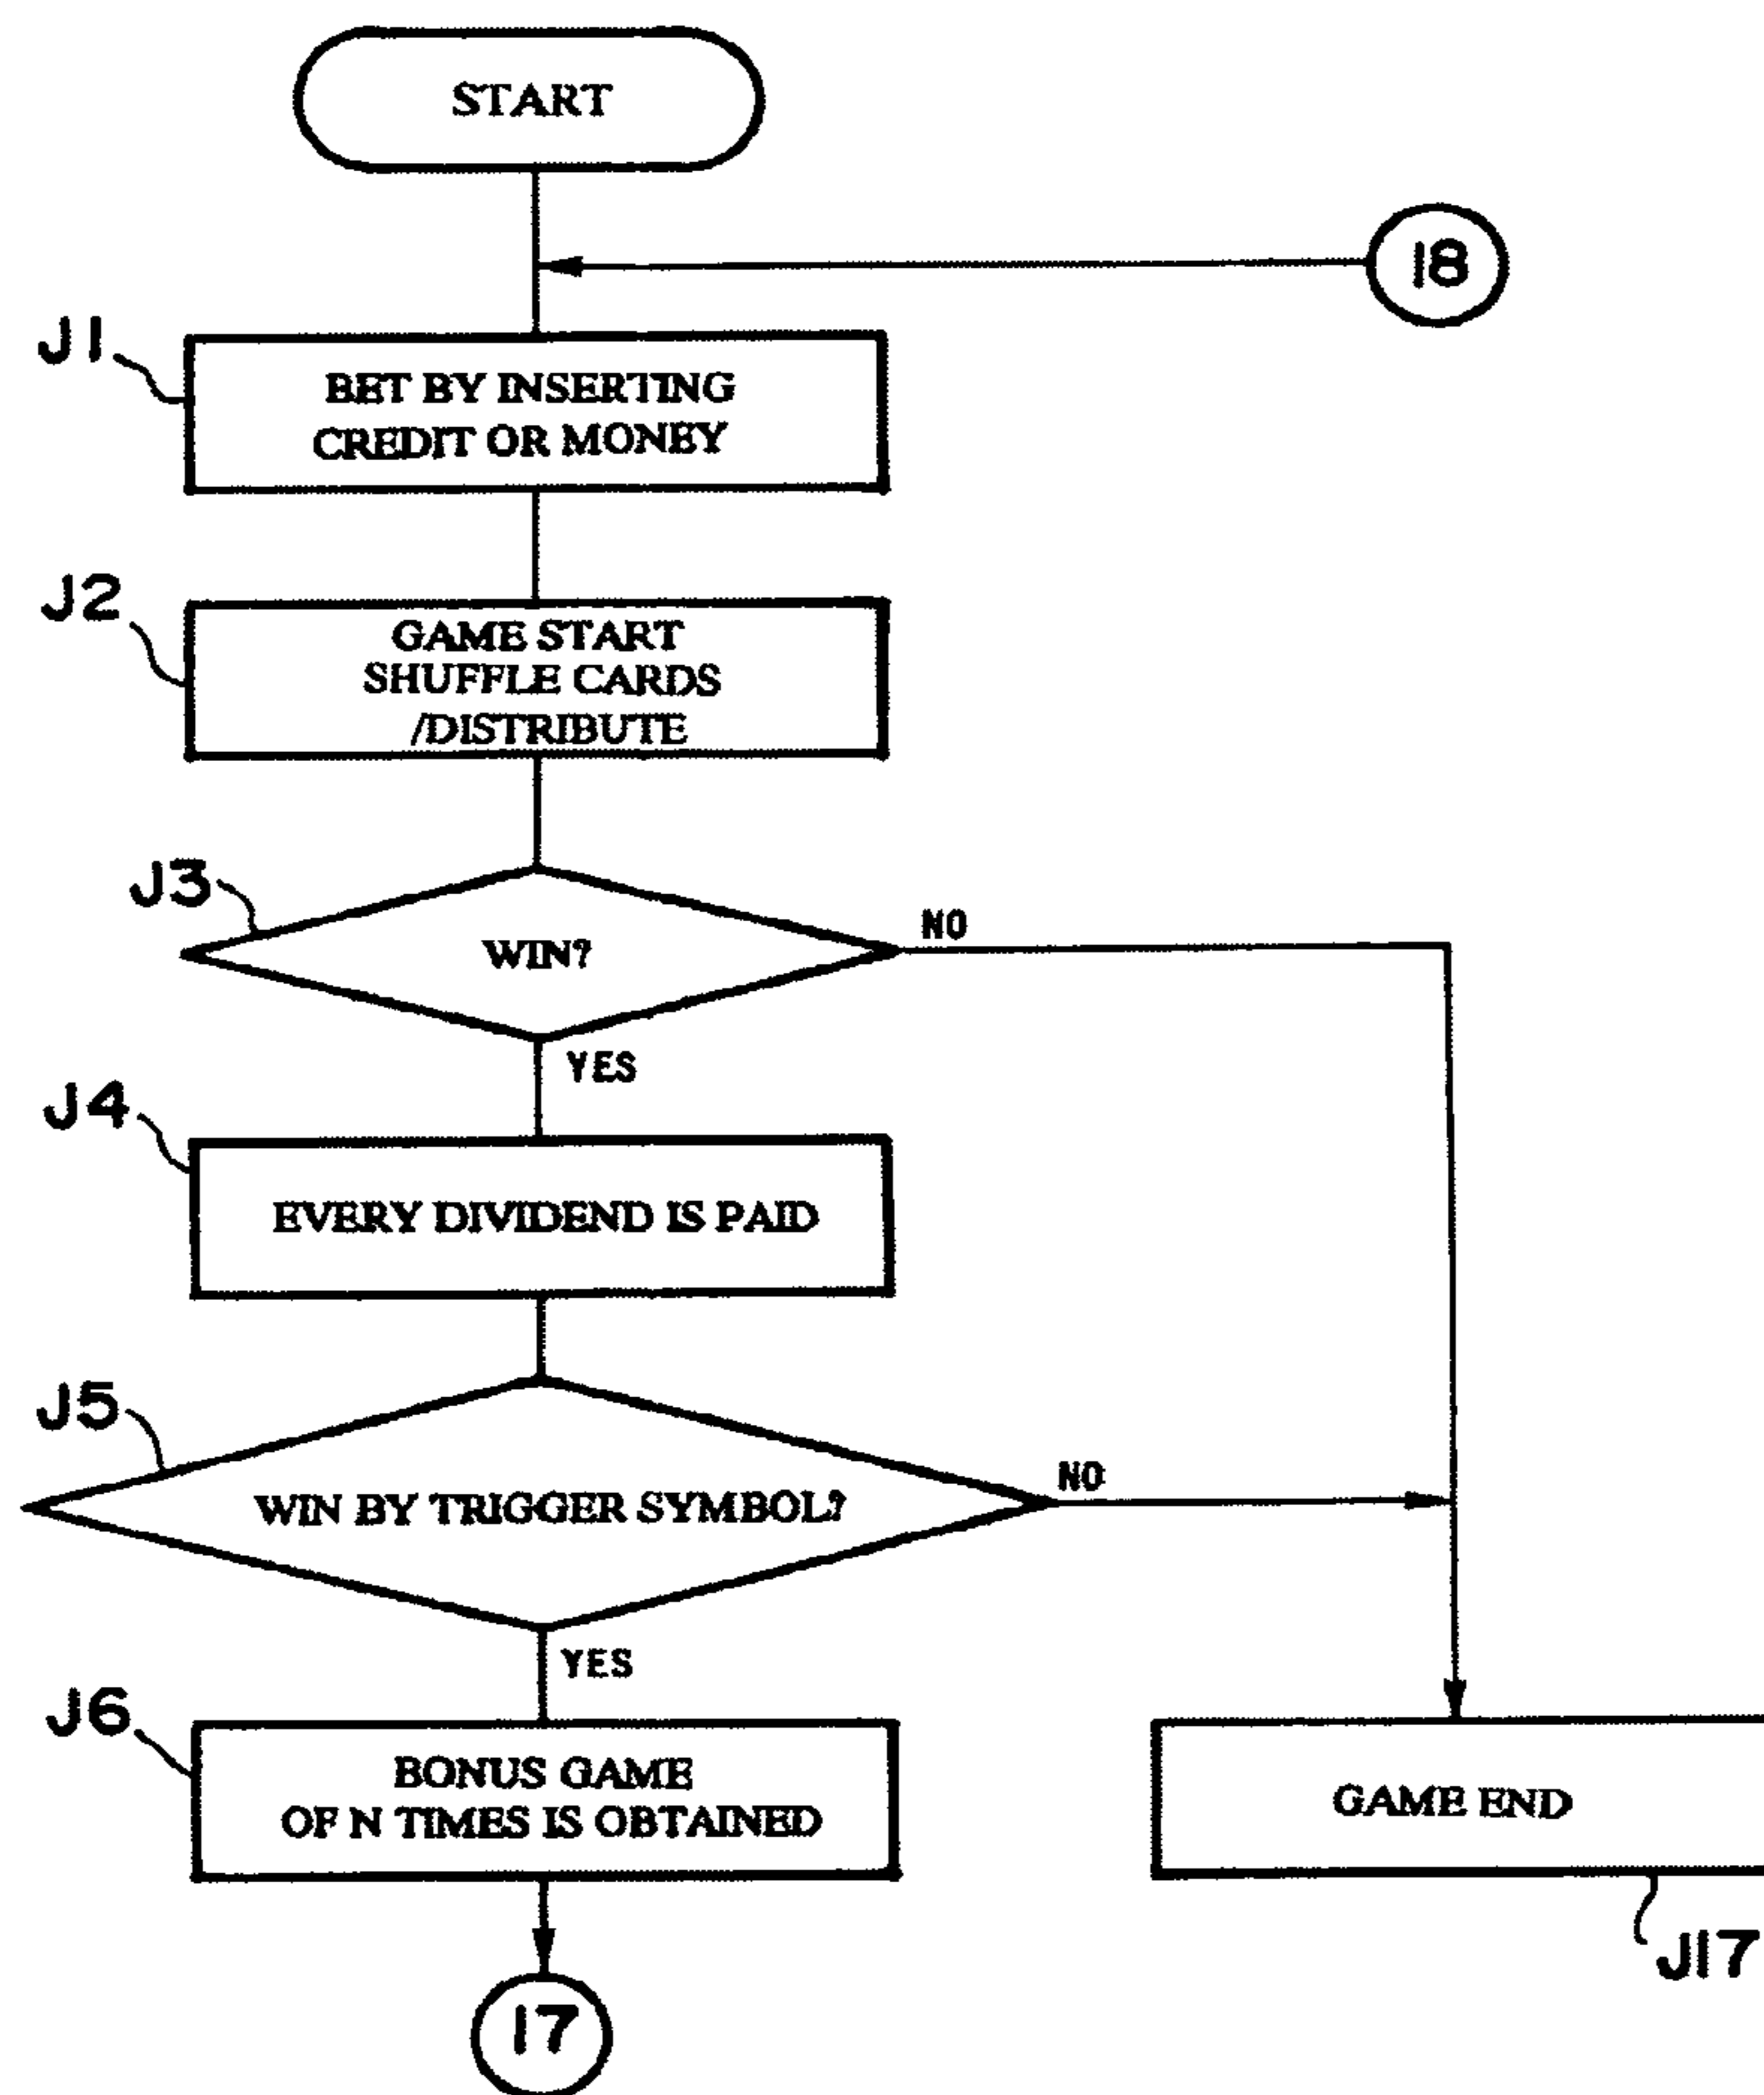 START
18
J1
BET BY INSERTING
CREDIT OR MONEY
J2
GAME START
SHUFFLE CARDS
/DISTRIBUTE
J3
WIN?
NO
YES
J4
EVERY DIVIDEND IS PAID
J5
WIN BY TRIGGER SYMBOL?
NO
YES
J6
BONUS GAME
OF N TIMES IS OBTAINED
GAME END
J17
17